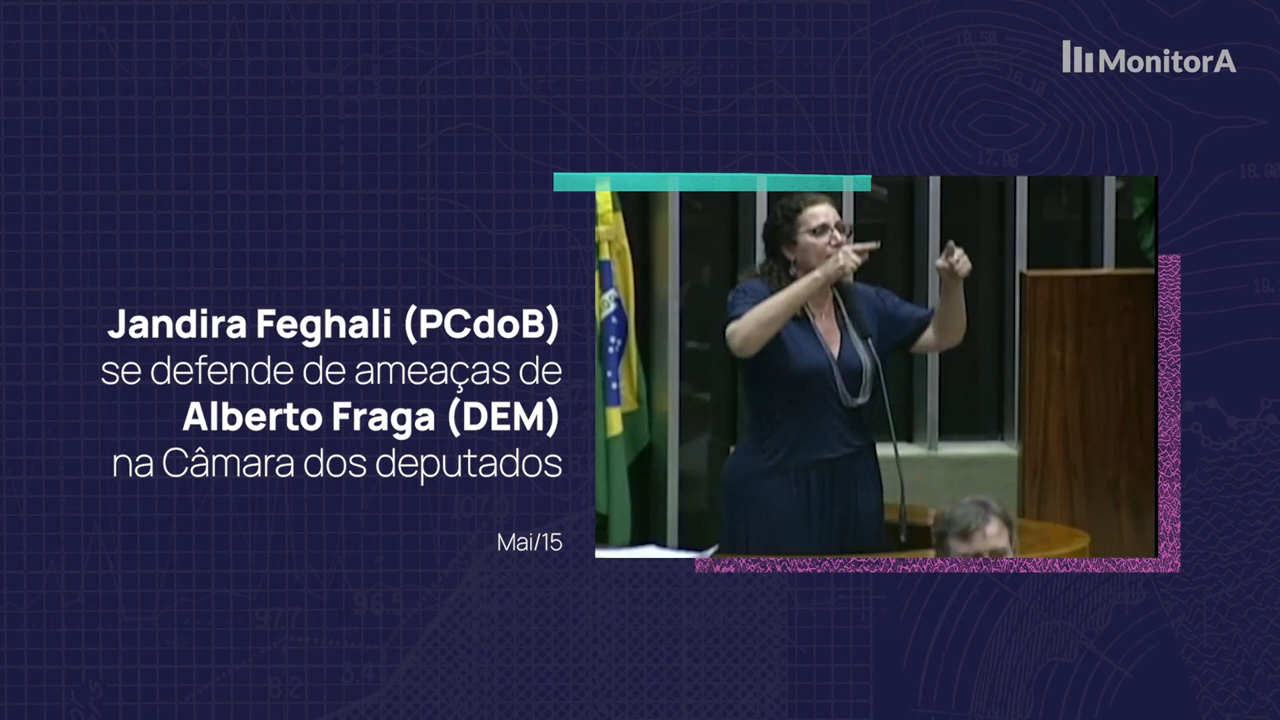 MonitorA
Jandira Feghali (PCdoB)
se defende de ameaças de
Alberto Fraga (DEM)
na Câmara dos deputados
Mai/15